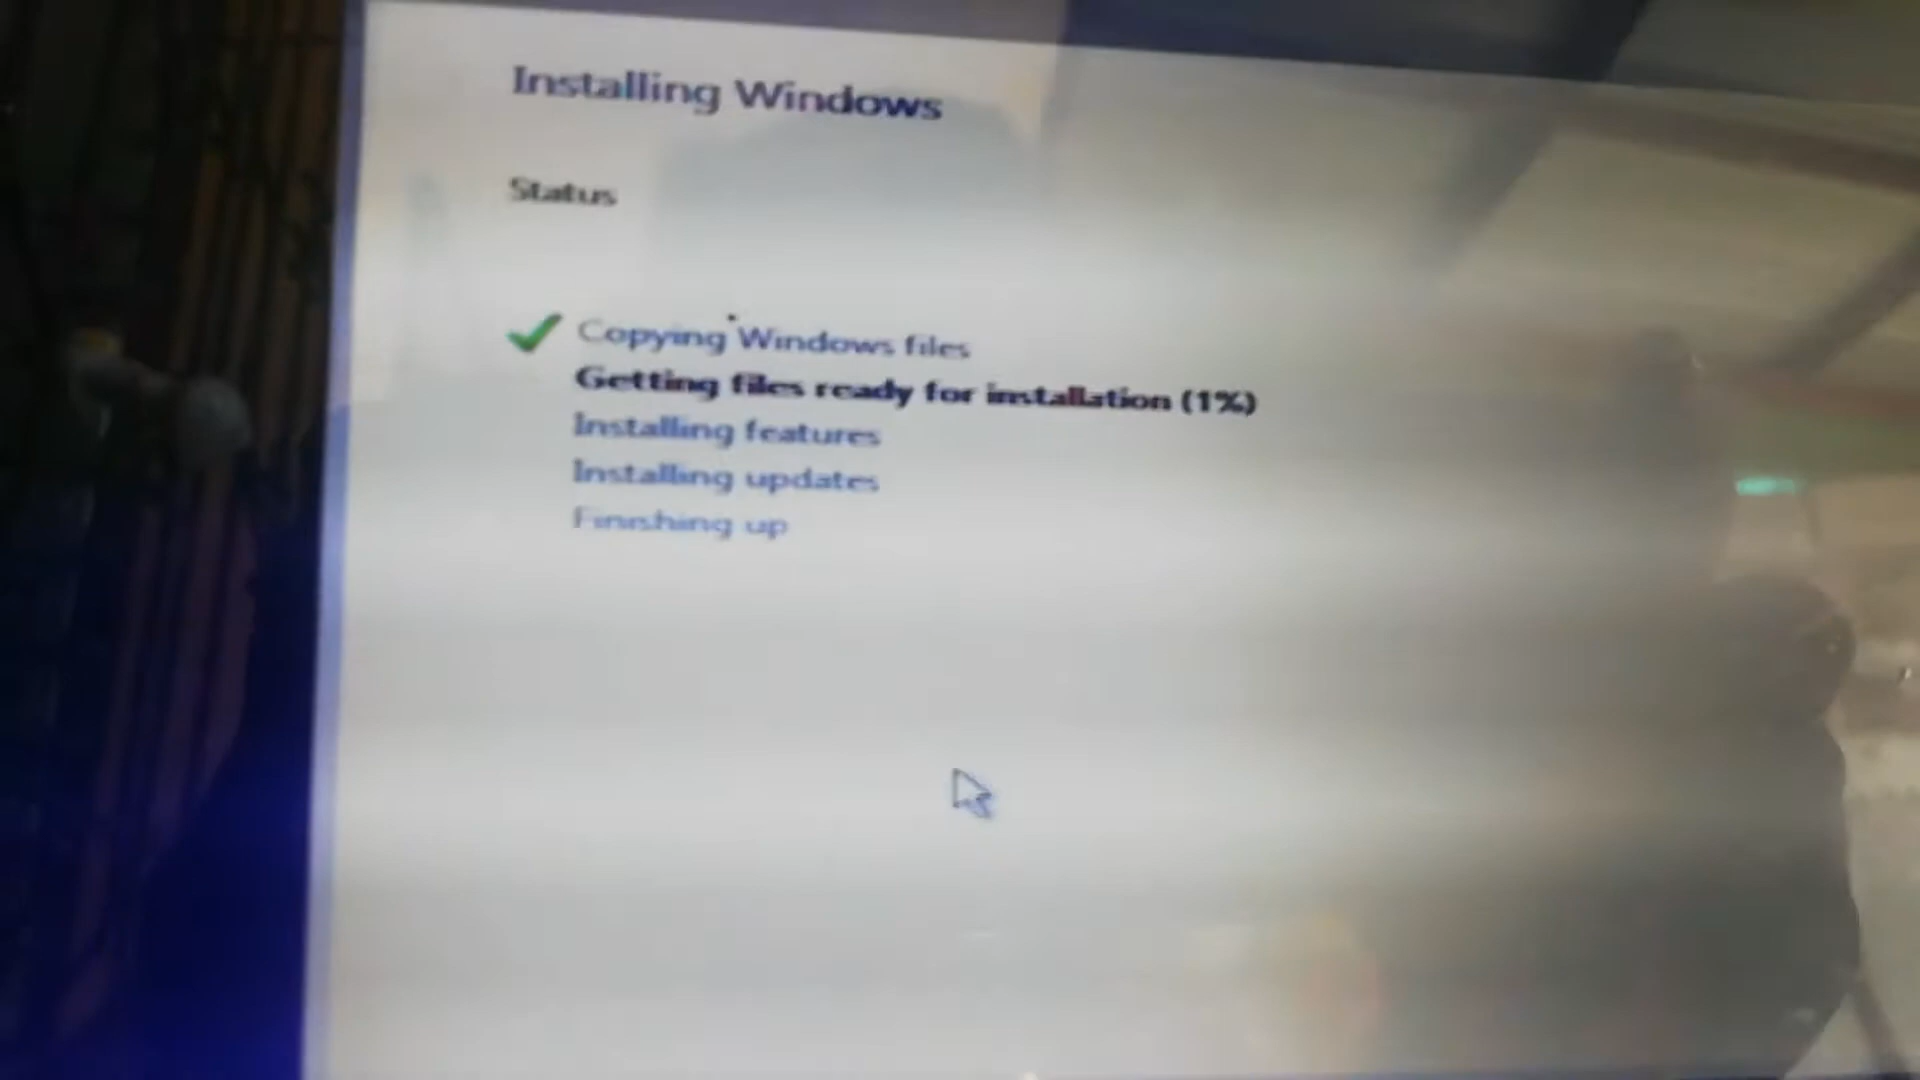 Installing Windows
Status
Copying Windows files
Getting files ready for installation (1%)
Installing features
Installing updates
Finishing up